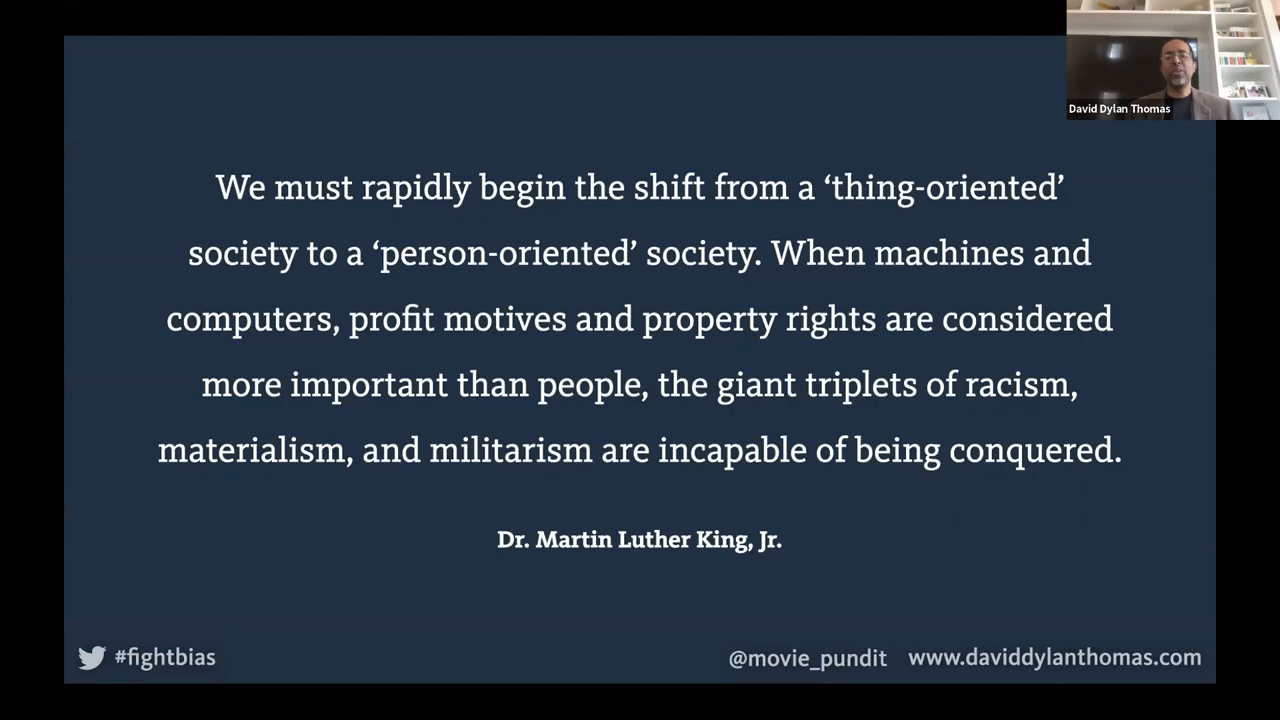 David Dylan Thomas
We must rapidly begin the shift from a ‘thing-oriented’
society to a ‘person-oriented’ society. When machines and
computers, profit motives and property rights are considered
more important than people, the giant triplets of racism,
materialism, and militarism are incapable of being conquered.
Dr. Martin Luther King, Jr.
#fightbias
@movie_pundit www.daviddylanthomas.com